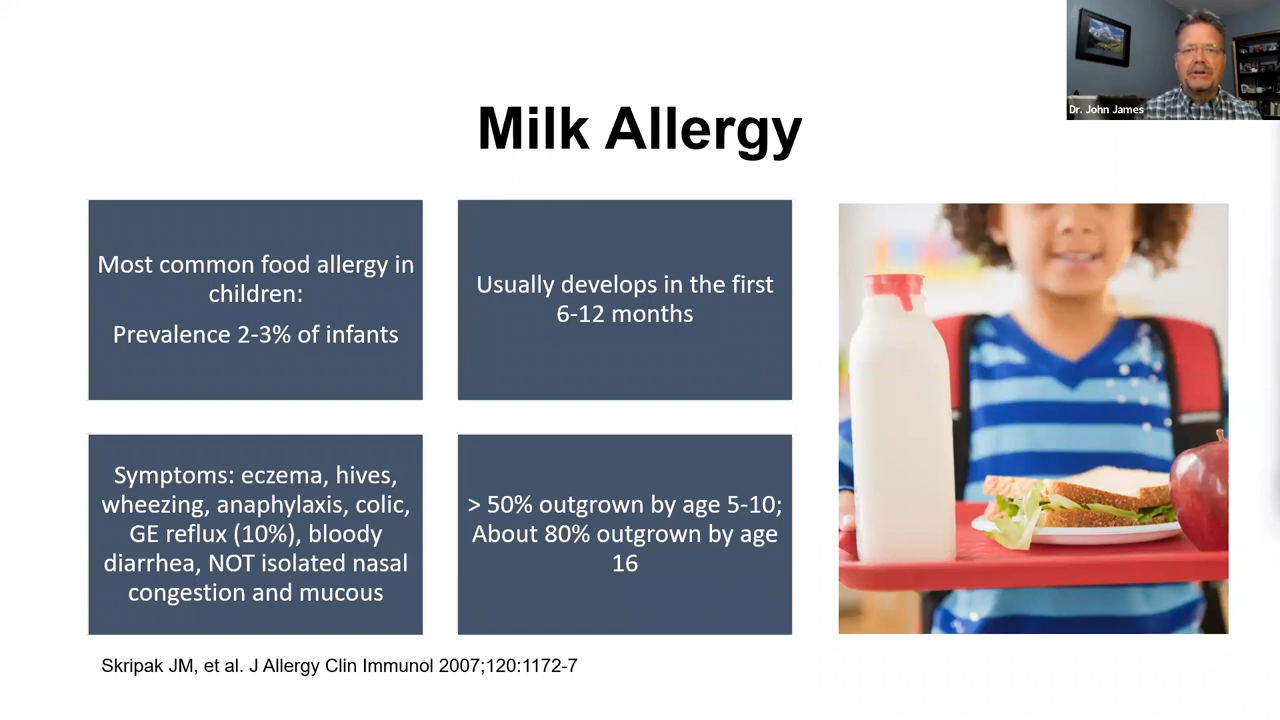 Dr. John James
Milk Allergy
Most common food allergy in
children:
Prevalence 2-3% of infants
Usually develops in the first
6-12 months
Symptoms: eczema, hives,
wheezing, anaphylaxis, colic,
GE reflux (10%), bloody
diarrhea, NOT isolated nasal
congestion and mucous
> 50% outgrown by age 5-10;
About 80% outgrown by age
16
Skripak JM, et al. J Allergy Clin Immunol 2007;120:1172-7